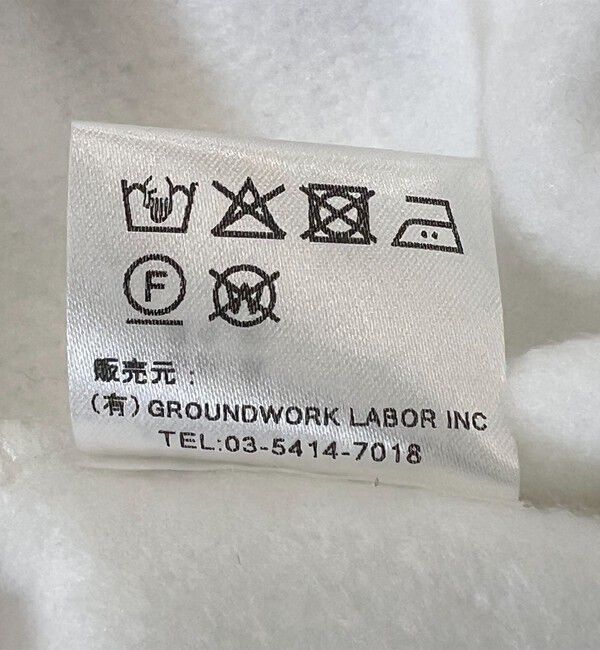 F W
販売元：
（有）GROUNDWORK LABOR INC
TEL:03-5414-7018